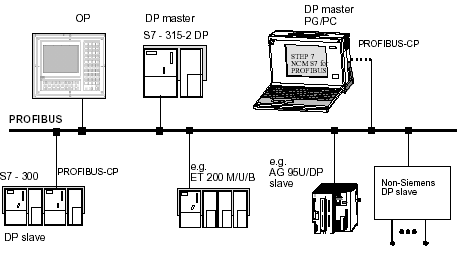 OP
DP master
S7 - 315-2 DP
DP master
PG/PC
PROFIBUS-CP
STEP 7
NCM S7 for
PROFIBUS
PROFIBUS
S7 - 300
PROFIBUS-CP
DP slave
e.g.
ET 200 M/U/B
e.g.
AG 95U/DP
slave
Non-Siemens
DP slave